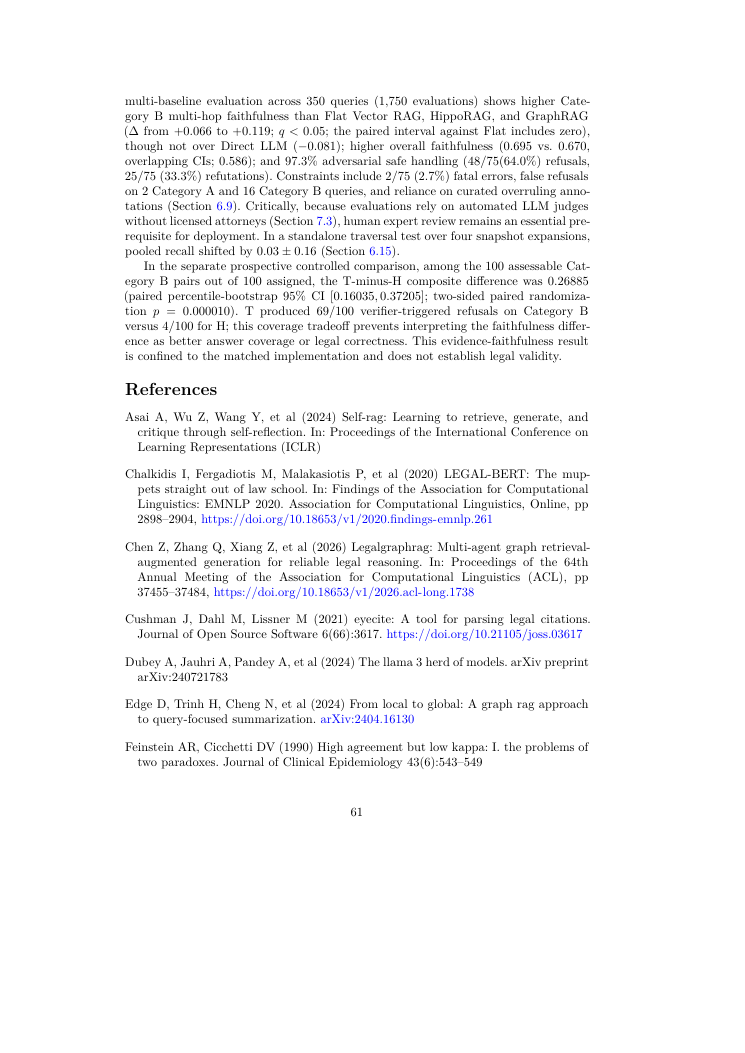 multi-baseline evaluation across 350 queries (1,750 evaluations) shows higher Cate-
gory B multi-hop faithfulness than Flat Vector RAG, HippoRAG, and GraphRAG
(Δ from +0.066 to +0.119; q < 0.05; the paired interval against Flat includes zero),
though not over Direct LLM (−0.081); higher overall faithfulness (0.695 vs. 0.670,
overlapping CIs; 0.586); and 97.3% adversarial safe handling (48/75(64.0%) refusals,
25/75 (33.3%) refutations). Constraints include 2/75 (2.7%) fatal errors, false refusals
on 2 Category A and 16 Category B queries, and reliance on curated overruling anno-
tations (Section 6.9). Critically, because evaluations rely on automated LLM judges
without licensed attorneys (Section 7.3), human expert review remains an essential pre-
requisite for deployment. In a standalone traversal test over four snapshot expansions,
pooled recall shifted by 0.03 ± 0.16 (Section 6.15).
In the separate prospective controlled comparison, among the 100 assessable Cat-
egory B pairs out of 100 assigned, the T-minus-H composite difference was 0.26885
(paired percentile-bootstrap 95% CI [0.16035, 0.37205]; two-sided paired randomiza-
tion p = 0.000010). T produced 69/100 verifier-triggered refusals on Category B
versus 4/100 for H; this coverage tradeoff prevents interpreting the faithfulness differ-
ence as better answer coverage or legal correctness. This evidence-faithfulness result
is confined to the matched implementation and does not establish legal validity.
References
Asai A, Wu Z, Wang Y, et al (2024) Self-rag: Learning to retrieve, generate, and
critique through self-reflection. In: Proceedings of the International Conference on
Learning Representations (ICLR)
Chalkidis I, Fergadiotis M, Malakasiotis P, et al (2020) LEGAL-BERT: The mup-
pets straight out of law school. In: Findings of the Association for Computational
Linguistics: EMNLP 2020. Association for Computational Linguistics, Online, pp
2898–2904, https://doi.org/10.18653/v1/2020.findings-emnlp.261
Chen Z, Zhang Q, Xiang Z, et al (2026) Legalgraphrag: Multi-agent graph retrieval-
augmented generation for reliable legal reasoning. In: Proceedings of the 64th
Annual Meeting of the Association for Computational Linguistics (ACL), pp
37455–37484, https://doi.org/10.18653/v1/2026.acl-long.1738
Cushman J, Dahl M, Lissner M (2021) eyecite: A tool for parsing legal citations.
Journal of Open Source Software 6(66):3617. https://doi.org/10.21105/joss.03617
Dubey A, Jauhri A, Pandey A, et al (2024) The llama 3 herd of models. arXiv preprint
arXiv:240721783
Edge D, Trinh H, Cheng N, et al (2024) From local to global: A graph rag approach
to query-focused summarization. arXiv:2404.16130
Feinstein AR, Cicchetti DV (1990) High agreement but low kappa: I. the problems of
two paradoxes. Journal of Clinical Epidemiology 43(6):543–549
61